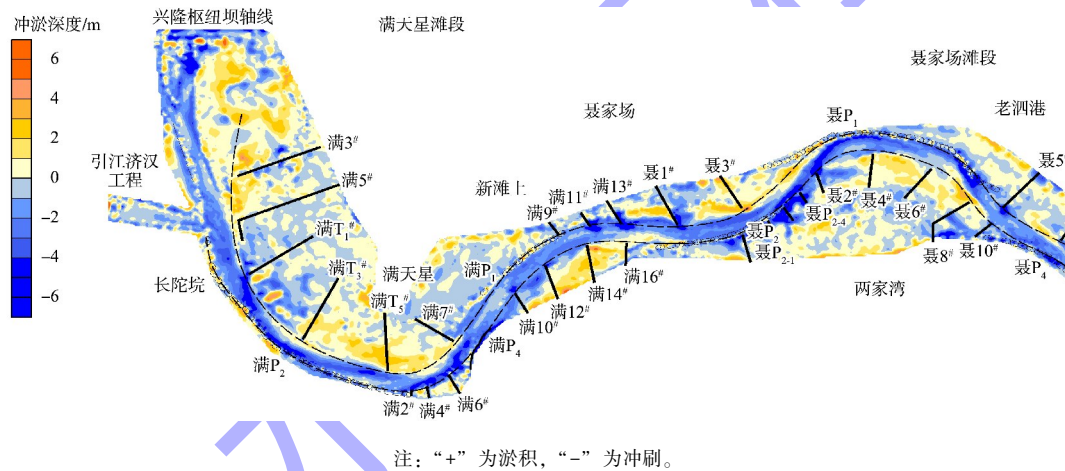 兴隆枢纽坝轴线
满天星滩段
冲淤深度/m
6
4
2
0
−2
−4
−6
聂家场滩段
聂家场
老泗港
聂P₁
引江济汉
工程
满3#
满5#
满T₁#
满T₃#
满T₅#
满天星
满7#
长陀垸
满P₂
满2#
满4#
满6#
满P₁
满P₄
新滩上
满9#
满11#
满13#
聂1#
聂3#
满10#
满12#
满14#
满16#
聂P₂
聂P₂₋₁
聂2#
聂P₂₋₄
聂4#
聂6#
聂8#
聂10#
聂5#
聂P₄
两家湾
注：“+”为淤积，“−”为冲刷。